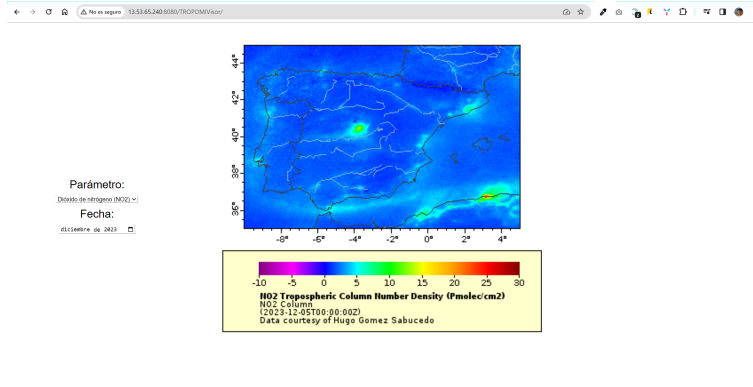 No es seguro 13.53.65.240:8080/TROPOMIVisor/
44°
42°
40°
38°
36°
-8° -6° -4° -2° 0° 2° 4°
Parámetro:
Dióxido de nitrógeno (NO2)
Fecha:
diciembre de 2023
-10 -5 0 5 10 15 20 25 30
NO2 Tropospheric Column Number Density (Pmolec/cm2)
NO2 Column
(2023-12-05T00:00:00Z)
Data courtesy of Hugo Gomez Sabucedo